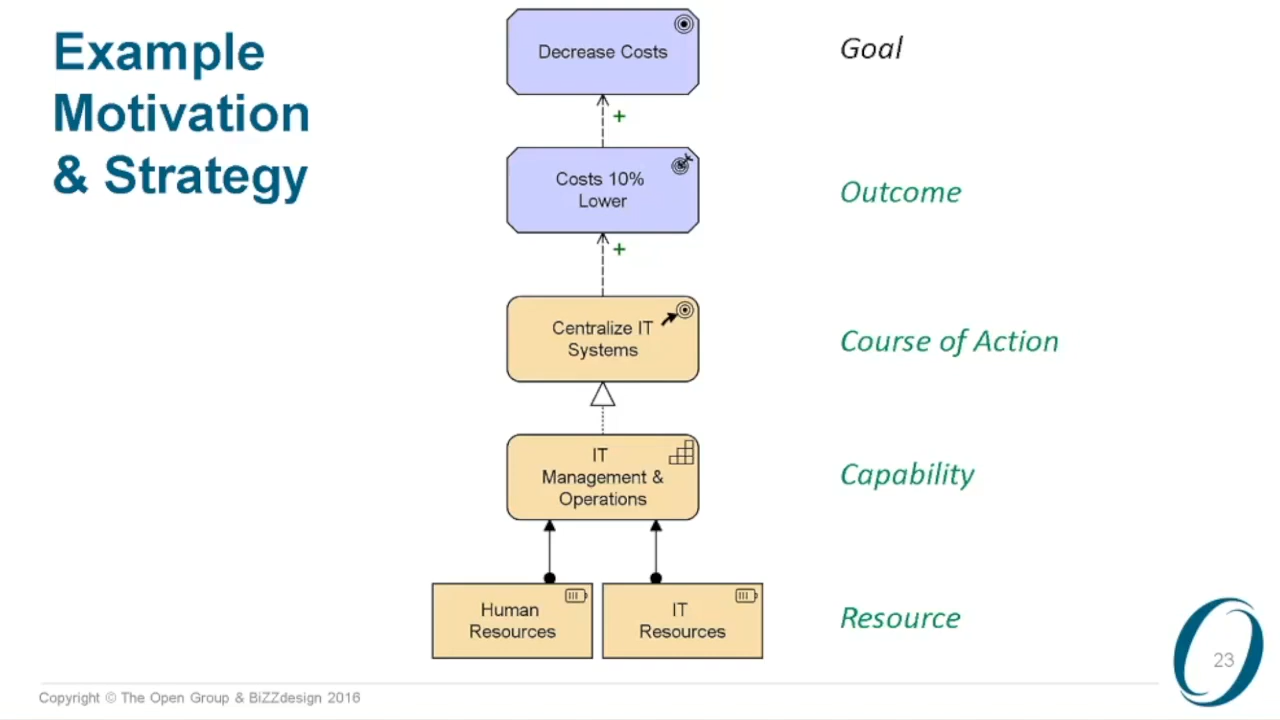 Example
Motivation
& Strategy
Decrease Costs
Goal
+
Costs 10%
Lower
Outcome
+
Centralize IT
Systems
Course of Action
IT
Management &
Operations
Capability
Human
Resources
IT
Resources
Resource
23
Copyright © The Open Group & BiZZdesign 2016